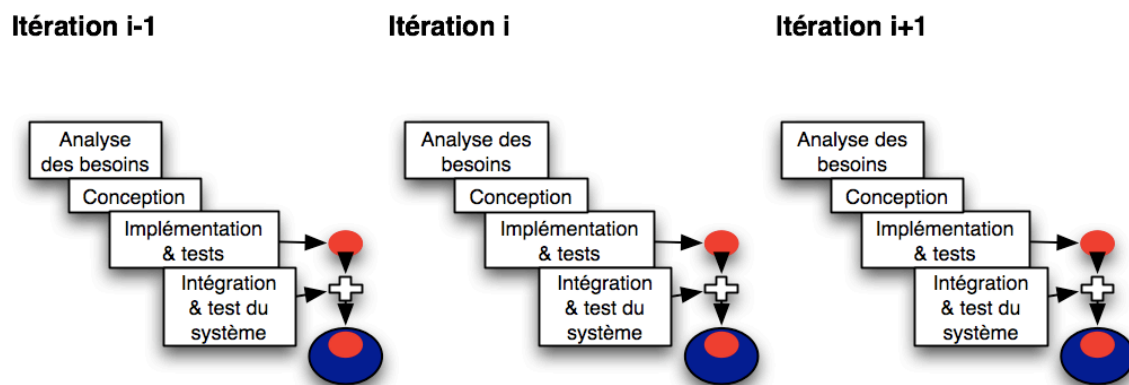 Itération i-1
Itération i
Itération i+1
Analyse
des besoins
Conception
Implémentation
& tests
Intégration
& test du
système
Analyse des
besoins
Conception
Implémentation
& tests
Intégration
& test du
système
Analyse des
besoins
Conception
Implémentation
& tests
Intégration
& test du
système